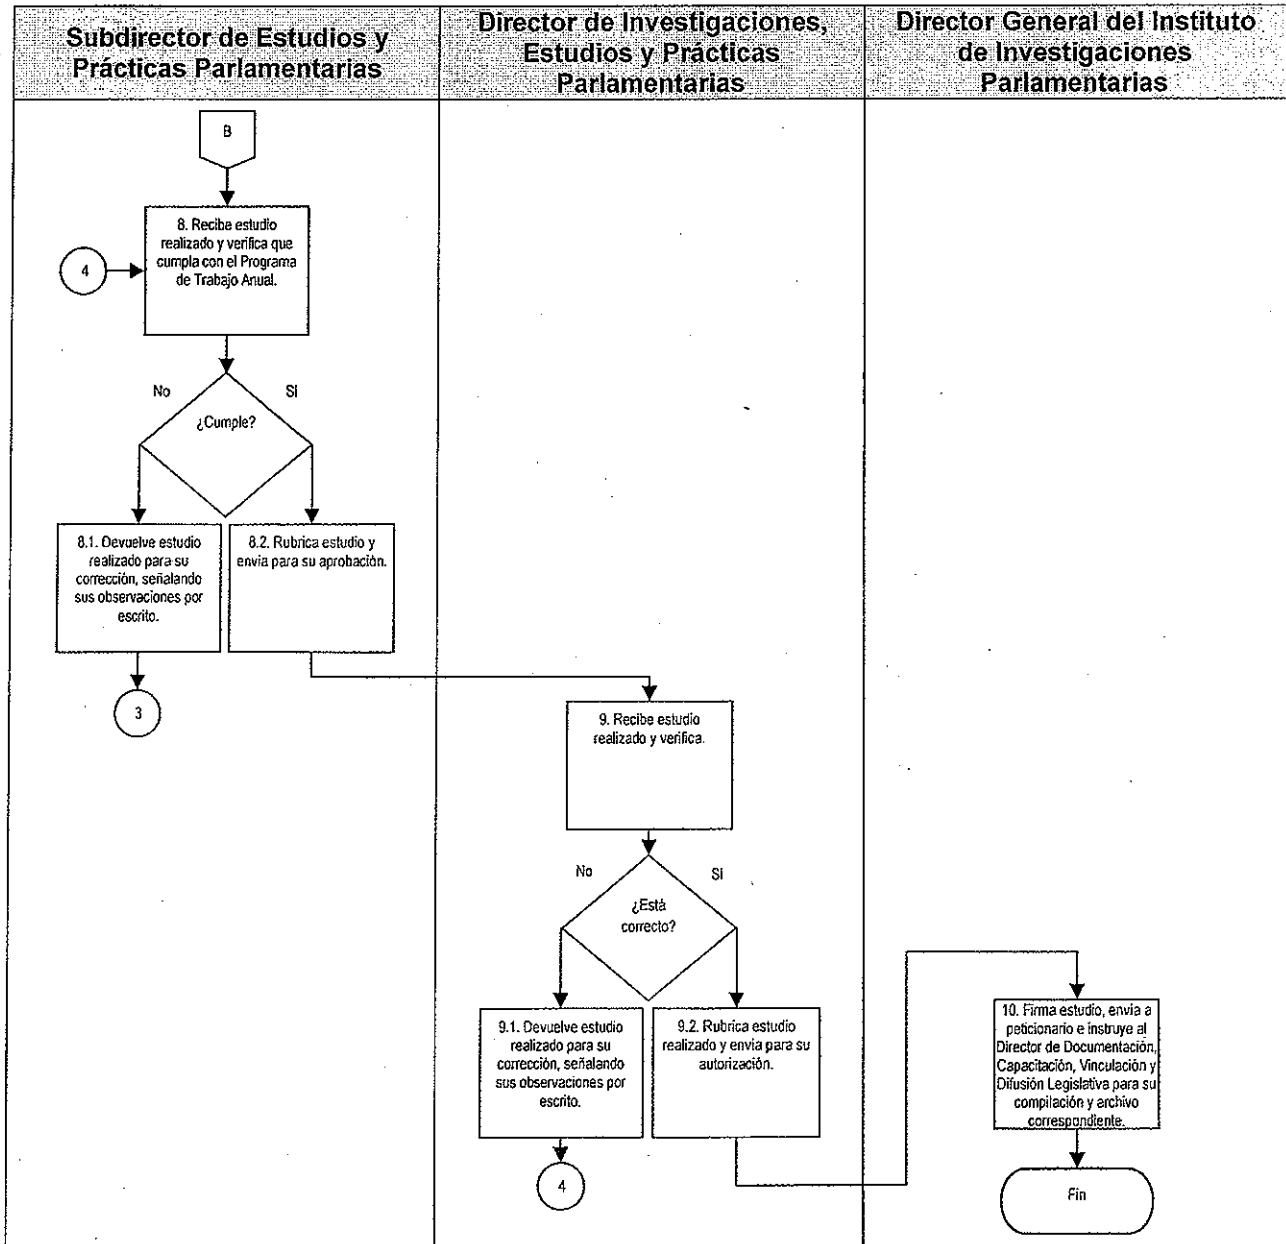 Subdirector de Estudios y
Prácticas Parlamentarias
Director de Investigaciones,
Estudios y Prácticas
Parlamentarias
Director General del Instituto
de Investigaciones
Parlamentarias
B
8. Recibe estudio
realizado y verifica que
cumpla con el Programa
de Trabajo Anual.
4
No
Si
¿Cumple?
8.1. Devuelve estudio
realizado para su
corrección, señalando
sus observaciones por
escrito.
8.2. Rubrica estudio y
envia para su aprobación.
3
9. Recibe estudio
realizado y verifica.
No
Si
¿Está
correcto?
9.1. Devuelve estudio
realizado para su
corrección, señalando
sus observaciones por
escrito.
9.2. Rubrica estudio
realizado y envia para su
autorización.
4
10. Firma estudio, envia a
peticionario e instruye al
Director de Documentación,
Capacitación, Vinculación y
Difusión Legislativa para su
compilación y archivo
correspondiente.
Fin